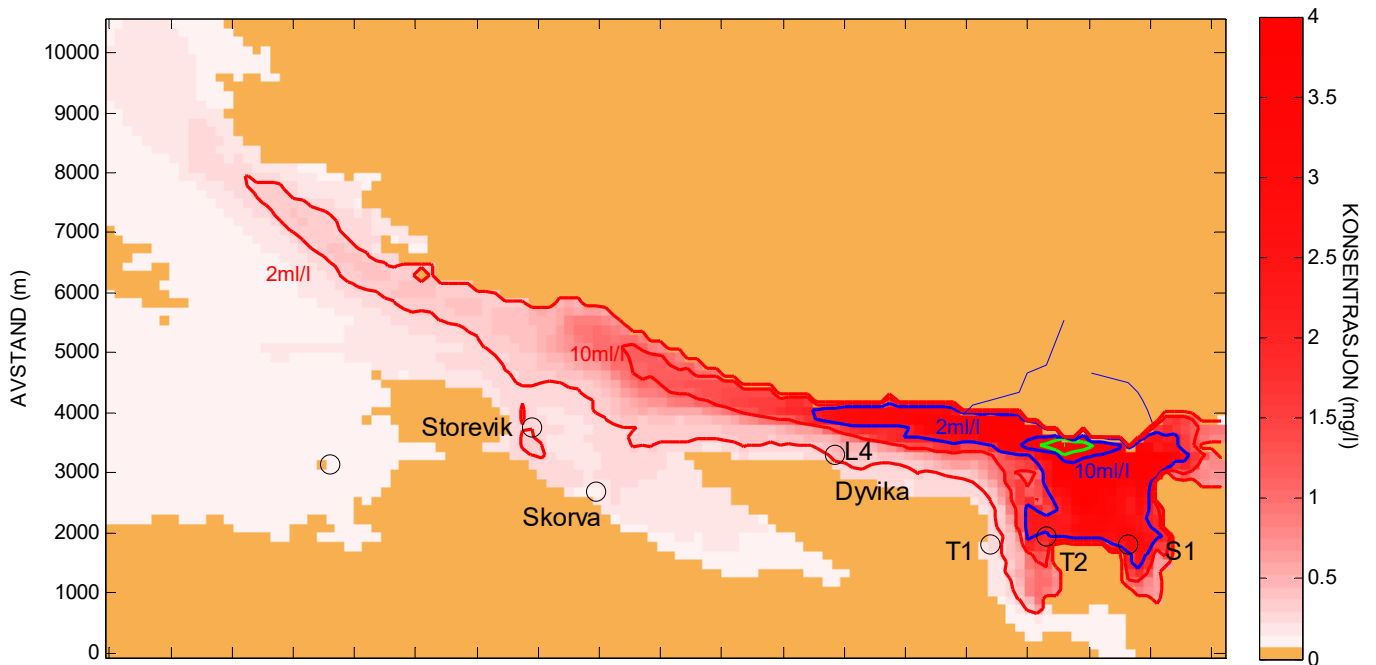 10000
9000
8000
7000
6000
5000
4000
3000
2000
1000
0
AVSTAND (m)
2ml/l
10ml/l
2ml/l
10ml/l
Storevik
Skorva
L4
Dyvika
T1
T2
S1
4
3.5
3
2.5
2
1.5
1
0.5
0
KONSENTRASJON (mg/l)